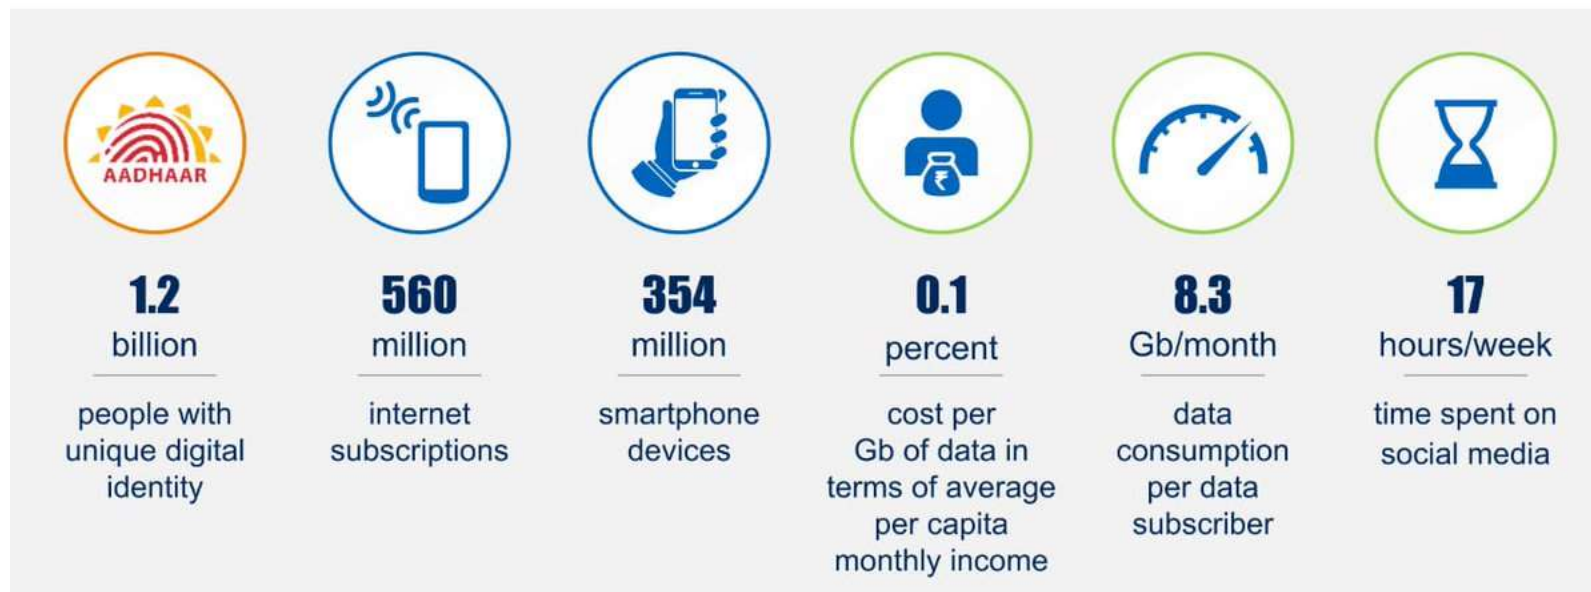 AADHAAR
₹
1.2
billion
people with
unique digital
identity
560
million
internet
subscriptions
354
million
smartphone
devices
0.1
percent
cost per
Gb of data in
terms of average
per capita
monthly income
8.3
Gb/month
data
consumption
per data
subscriber
17
hours/week
time spent on
social media